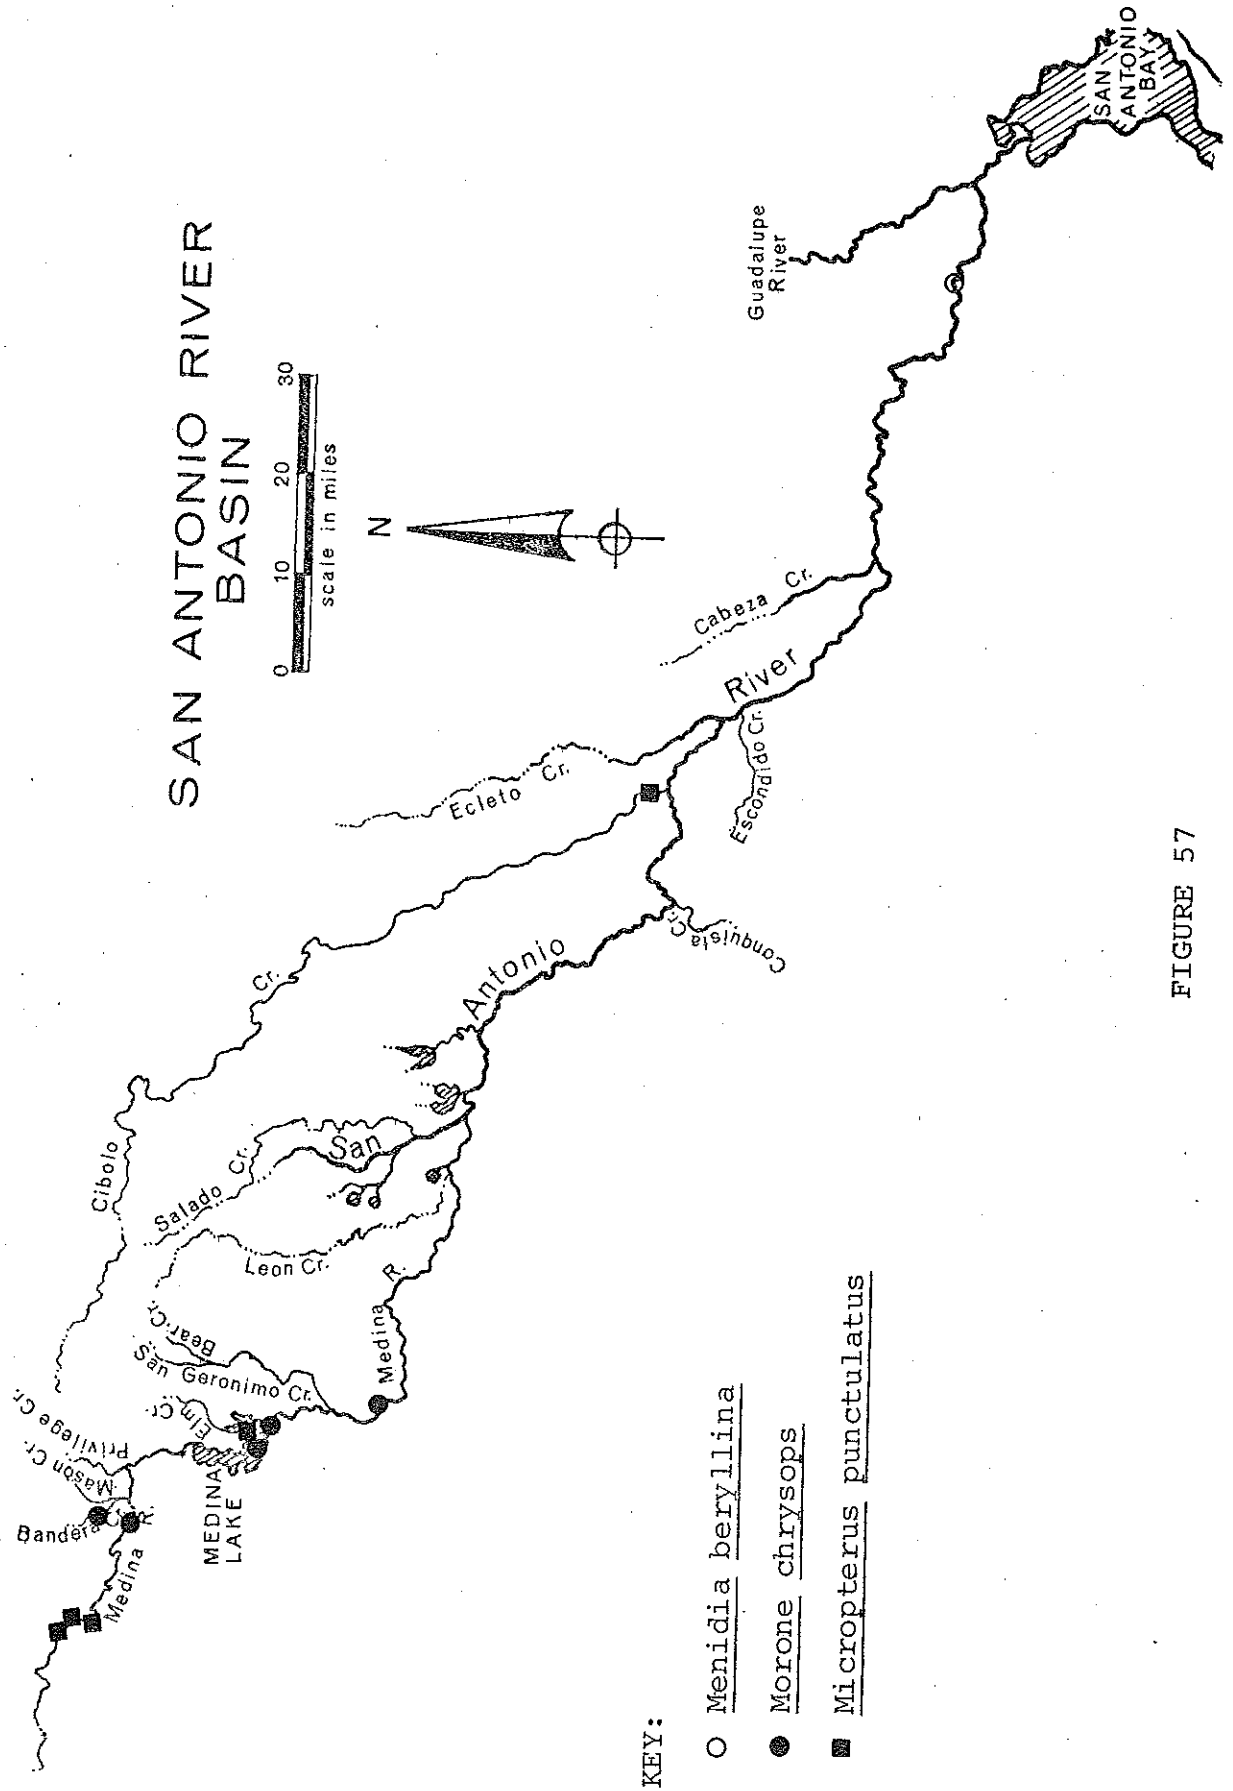 SAN ANTONIO RIVER
BASIN
0 10 20 30
scale in miles
N
Guadalupe
River
SAN
ANTONIO
BAY
Cabeza Cr.
River
Escondido Cr.
Ecleto Cr.
Conquista Cr.
Antonio
Cibolo Cr.
San
Salado Cr.
Leon Cr.
Medina R.
Bear Cr.
San Geronimo Cr.
Elm Cr.
Privilege Cr.
Mason Cr.
Bandera Cr.
Medina R.
MEDINA
LAKE
KEY:
Menidia beryllina
Morone chrysops
Micropterus punctulatus
FIGURE 57